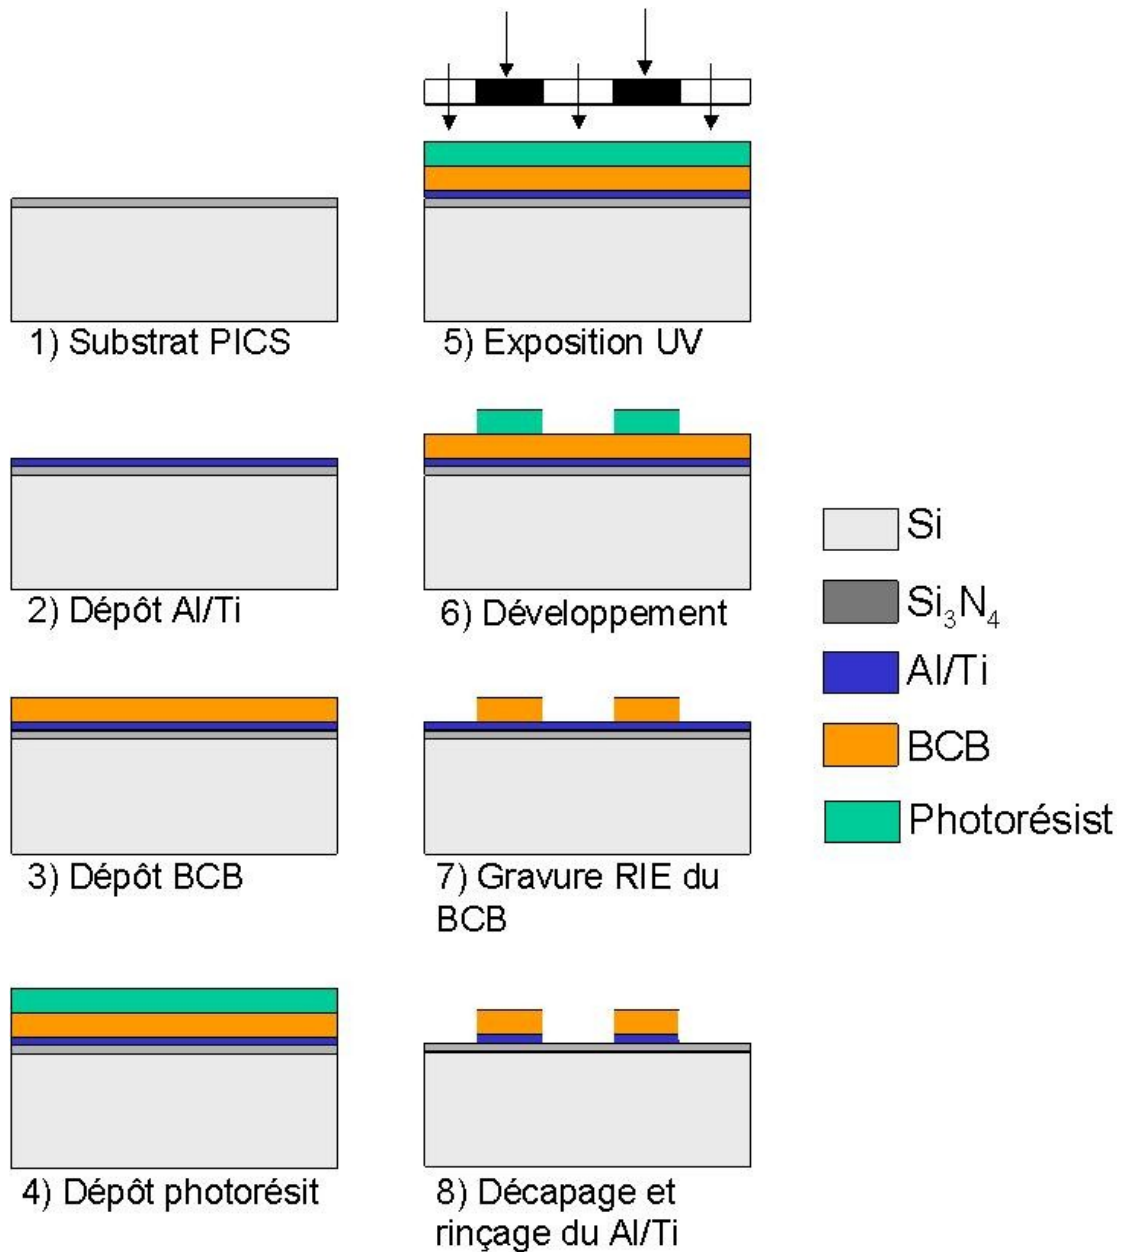 1) Substrat PICS
2) Dépôt Al/Ti
3) Dépôt BCB
4) Dépôt photorésit
5) Exposition UV
6) Développement
7) Gravure RIE du
BCB
8) Décapage et
rinçage du Al/Ti
Si
Si₃N₄
Al/Ti
BCB
Photorésist